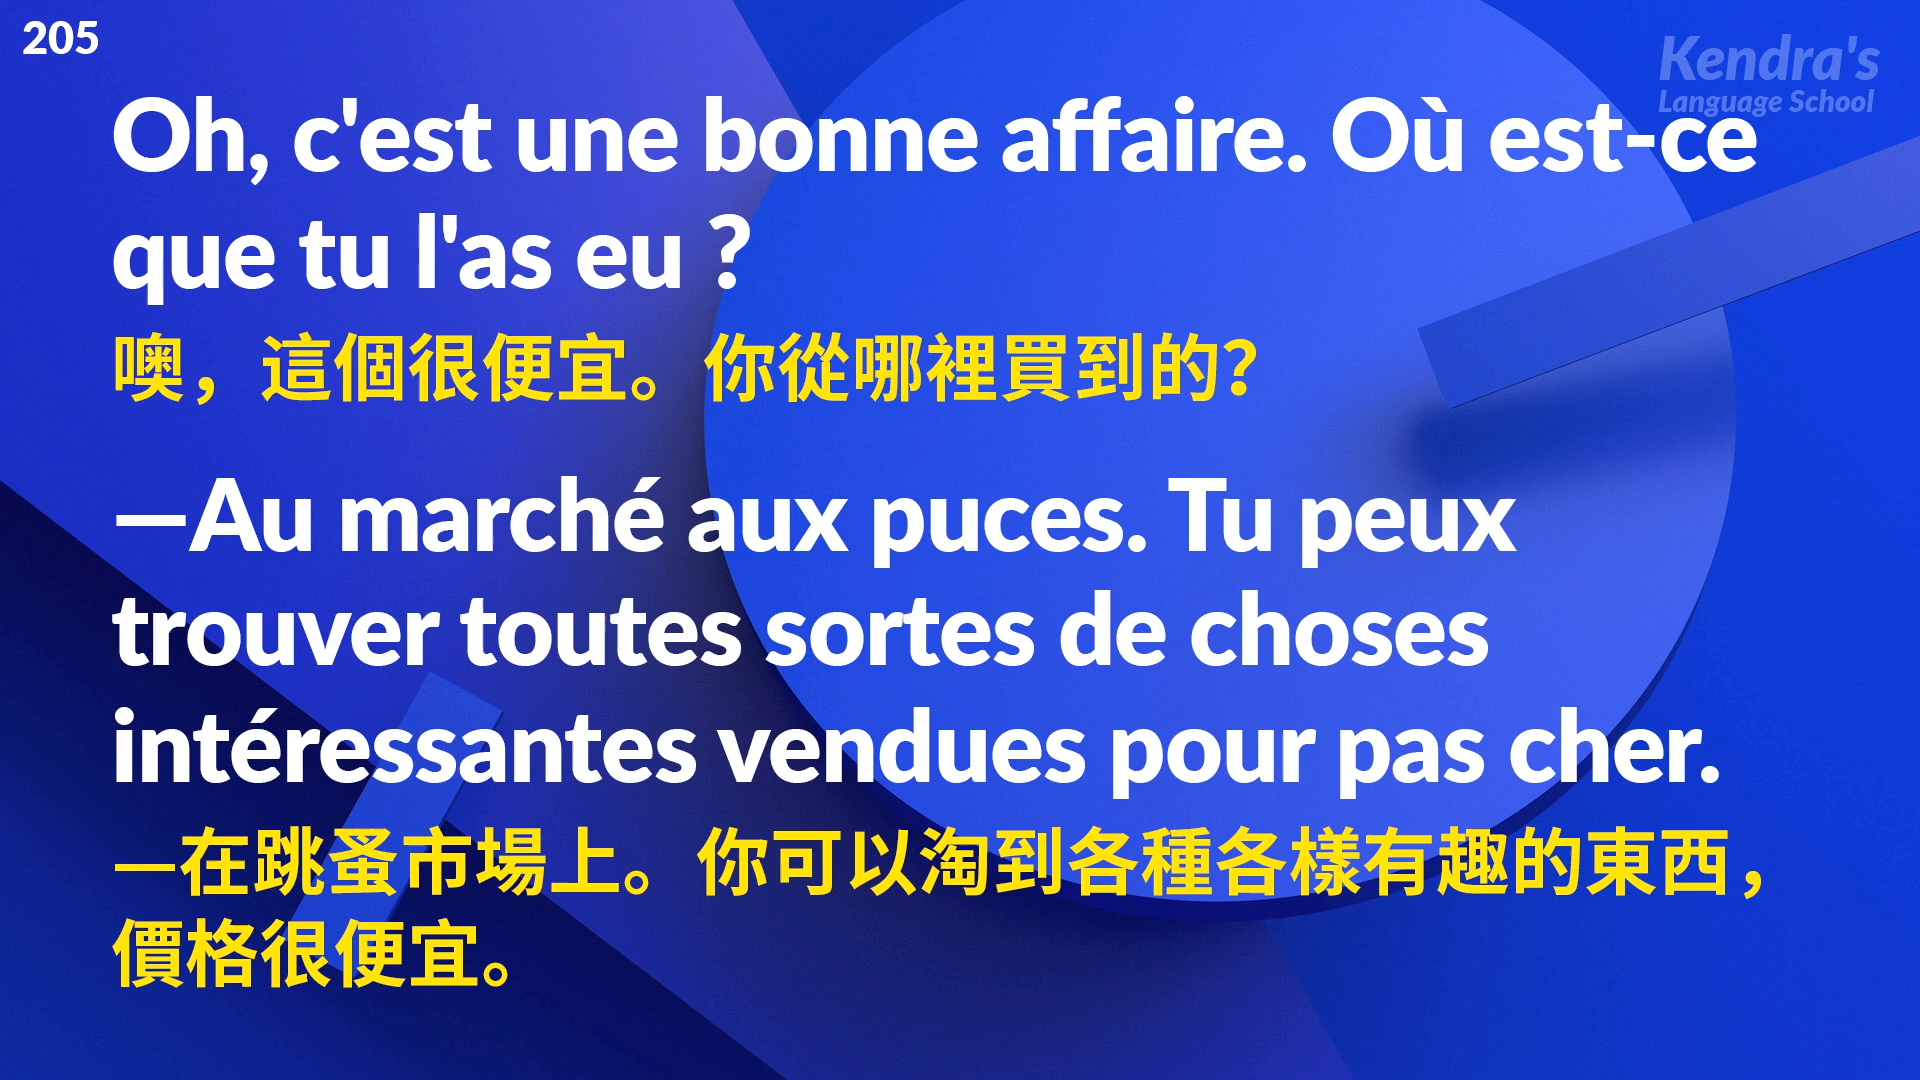 205
Kendra's
Language School
Oh, c'est une bonne affaire. Où est-ce
que tu l'as eu ?
噢，這個很便宜。你從哪裡買到的？
—Au marché aux puces. Tu peux
trouver toutes sortes de choses
intéressantes vendues pour pas cher.
—在跳蚤市場上。你可以淘到各種各樣有趣的東西，
價格很便宜。